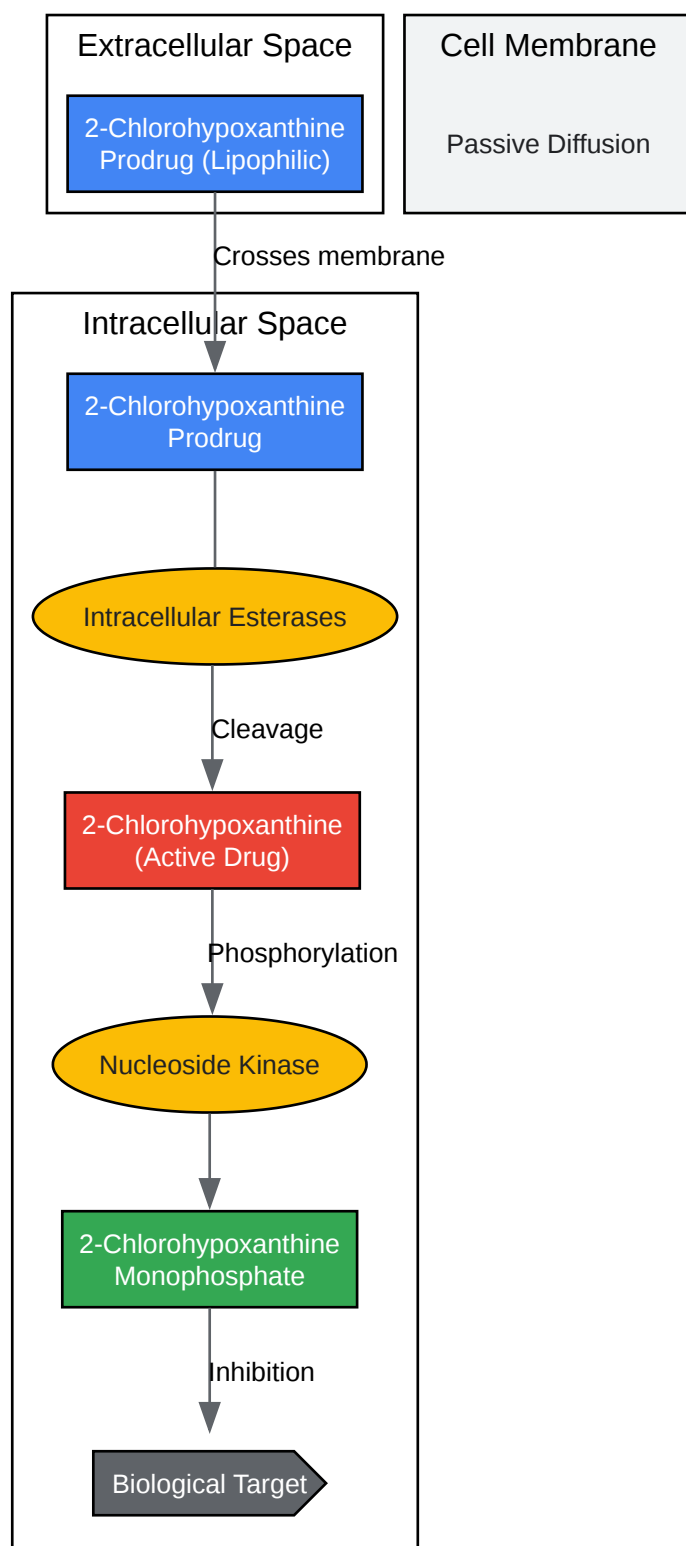 Extracellular Space
2-Chlorohypoxanthine
Prodrug (Lipophilic)
Cell Membrane
Passive Diffusion
Crosses membrane
Intracellular Space
2-Chlorohypoxanthine
Prodrug
Intracellular Esterases
Cleavage
2-Chlorohypoxanthine
(Active Drug)
Phosphorylation
Nucleoside Kinase
2-Chlorohypoxanthine
Monophosphate
Inhibition
Biological Target